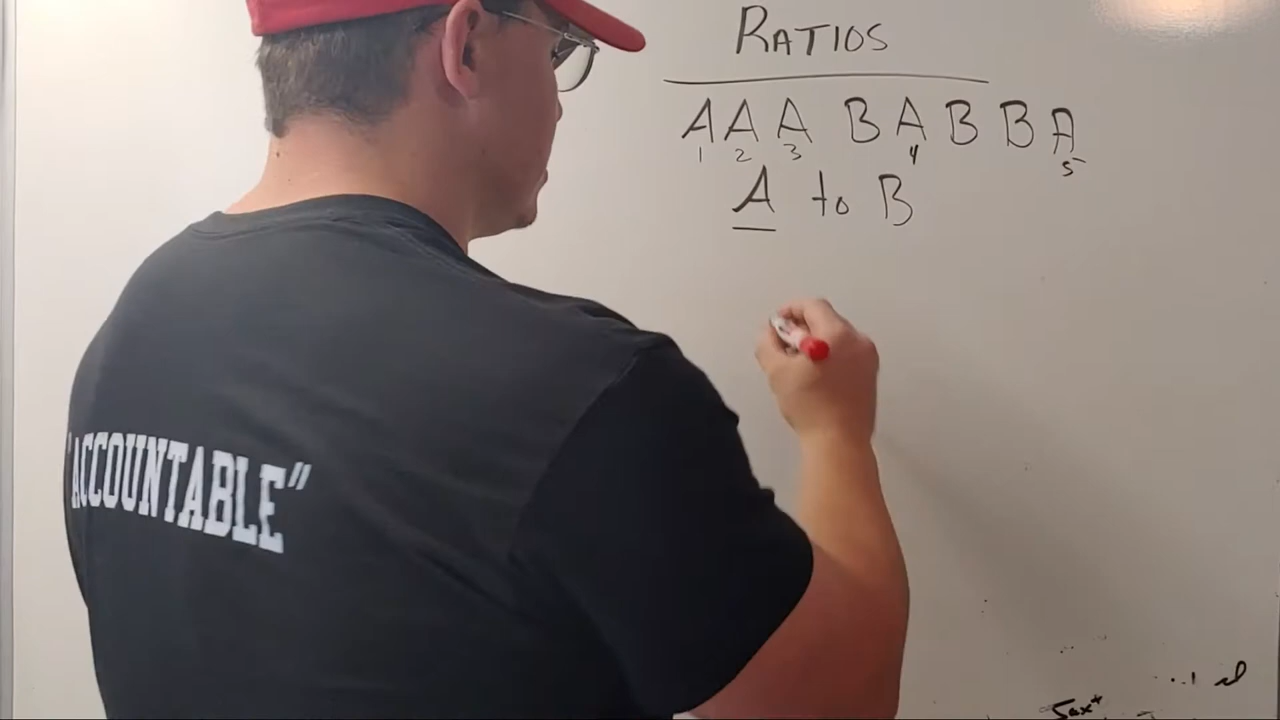 RATIOS
A A A B A B B A
1 2 3 4 5
A to B
"ACCOUNTABLE"